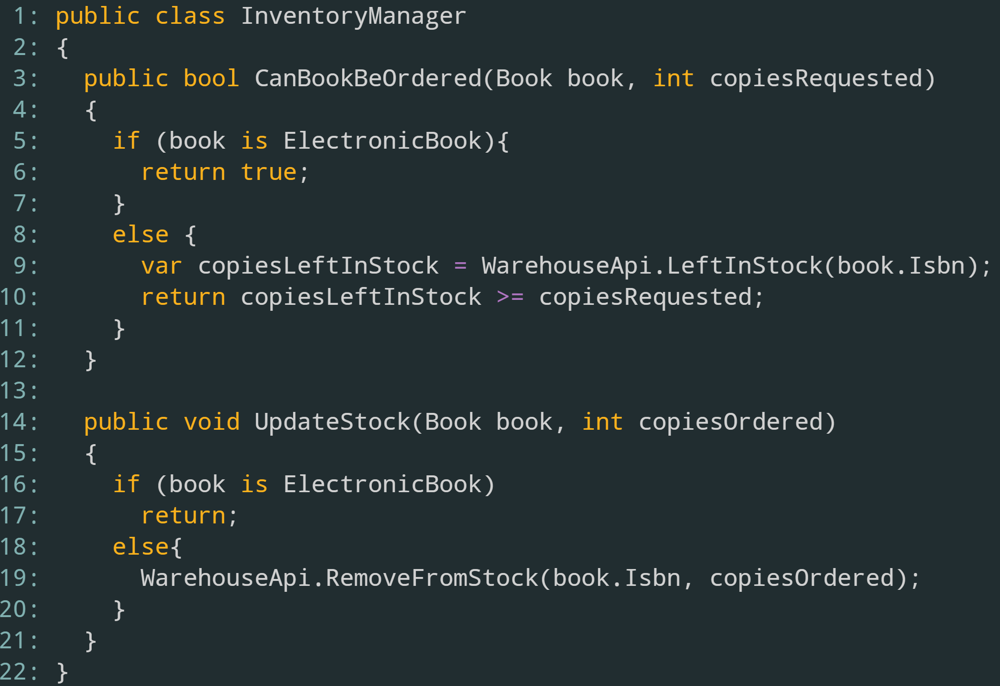 1: public class InventoryManager
2: {
3:   public bool CanBookBeOrdered(Book book, int copiesRequested)
4:   {
5:     if (book is ElectronicBook){
6:       return true;
7:     }
8:     else {
9:       var copiesLeftInStock = WarehouseApi.LeftInStock(book.Isbn);
10:       return copiesLeftInStock >= copiesRequested;
11:     }
12:   }
13:
14:   public void UpdateStock(Book book, int copiesOrdered)
15:   {
16:     if (book is ElectronicBook)
17:       return;
18:     else{
19:       WarehouseApi.RemoveFromStock(book.Isbn, copiesOrdered);
20:     }
21:   }
22: }